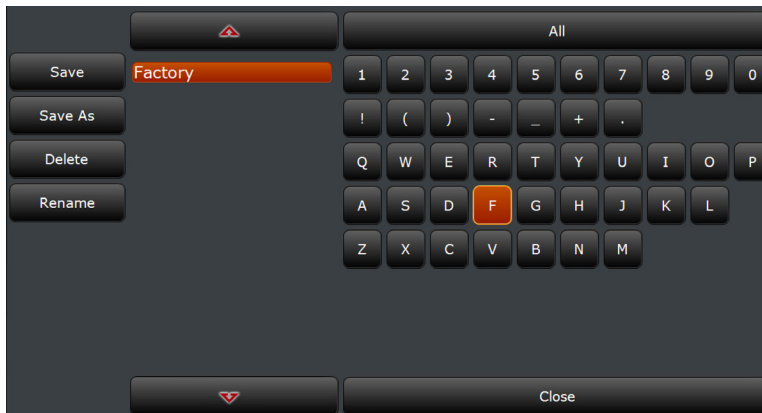 All
Save Factory 1 2 3 4 5 6 7 8 9 0
Save As ! ( ) - _ + .
Delete Q W E R T Y U I O P
Rename A S D F G H J K L
Z X C V B N M
Close